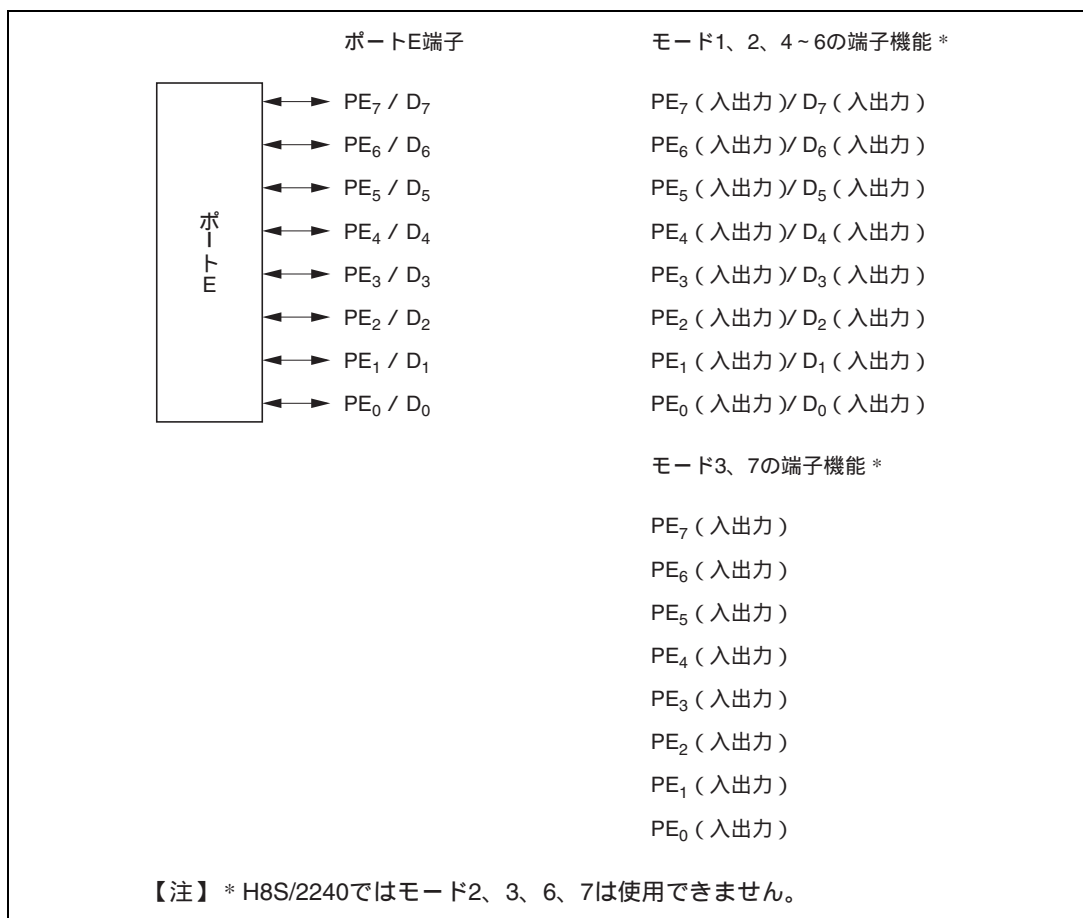 ポートE端子 モード1、2、4~6の端子機能 *
PE₇ / D₇ PE₇ ( 入出力 )/ D₇ ( 入出力 )
PE₆ / D₆ PE₆ ( 入出力 )/ D₆ ( 入出力 )
PE₅ / D₅ PE₅ ( 入出力 )/ D₅ ( 入出力 )
ポートE
PE₄ / D₄ PE₄ ( 入出力 )/ D₄ ( 入出力 )
PE₃ / D₃ PE₃ ( 入出力 )/ D₃ ( 入出力 )
PE₂ / D₂ PE₂ ( 入出力 )/ D₂ ( 入出力 )
PE₁ / D₁ PE₁ ( 入出力 )/ D₁ ( 入出力 )
PE₀ / D₀ PE₀ ( 入出力 )/ D₀ ( 入出力 )
モード3、7の端子機能 *
PE₇ ( 入出力 )
PE₆ ( 入出力 )
PE₅ ( 入出力 )
PE₄ ( 入出力 )
PE₃ ( 入出力 )
PE₂ ( 入出力 )
PE₁ ( 入出力 )
PE₀ ( 入出力 )
【注】 * H8S/2240ではモード2、3、6、7は使用できません。